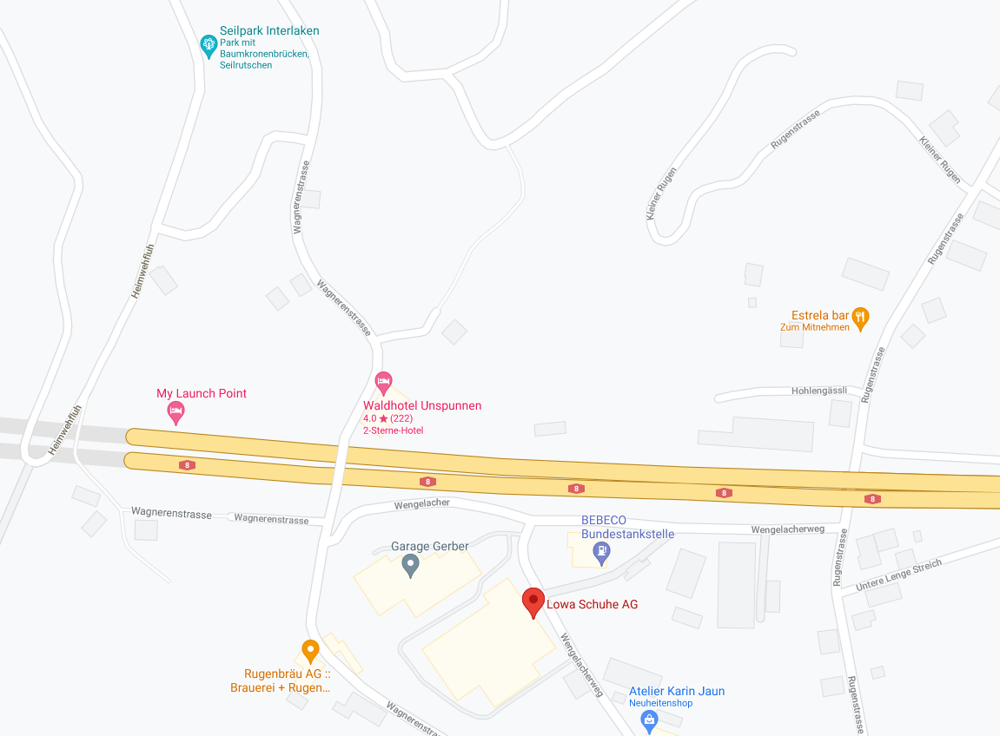 Seilpark Interlaken
Park mit
Baumkronenbrücken,
Seilrutschen
Rugenstrasse
Kleiner Rugen
Kleiner Rugen
Wagnerenstrasse
Rugenstrasse
Heimwehfluh
Wagnerenstrasse
Estrela bar
Zum Mitnehmen
Rugenstrasse
Hohlengässli
My Launch Point
Waldhotel Unspunnen
4.0 ★ (222)
2-Sterne-Hotel
Heimwehfluh
8
8
8
8
8
Wengelacher
Wagnerenstrasse
Wagnerenstrasse
BEBECO
Bundestankstelle
Wengelacherweg
Garage Gerber
Rugenstrasse
Untere Lenge Streich
Lowa Schuhe AG
Wengelacherweg
Rugenbräu AG ::
Brauerei + Rugen...
Atelier Karin Jaun
Neuheitenshop
Wagnerenstrasse
Rugenstrasse